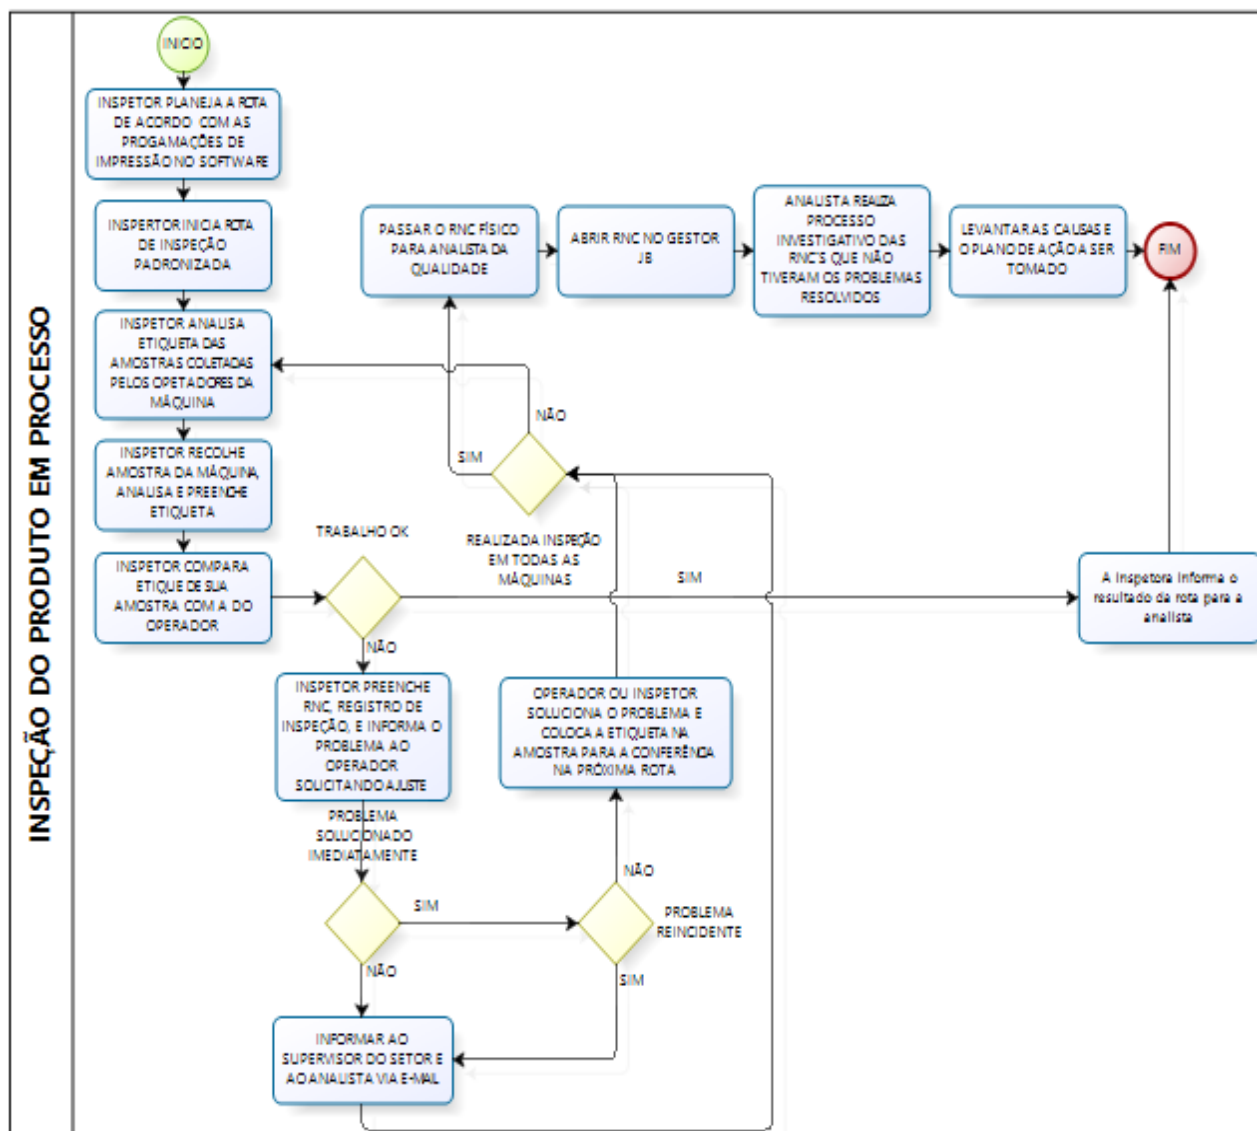 INSPEÇÃO DO PRODUTO EM PROCESSO
INICIO
INSPETOR PLANEJA A ROTA
DE ACORDO COM AS
PROGAMAÇÕES DE
IMPRESSÃO NO SOFTWARE
INSPERTOR INICIA ROTA
DE INSPEÇÃO
PADRONIZADA
INSPETOR ANALISA
ETIQUETA DAS
AMOSTRAS COLETADAS
PELOS OPETADORES DA
MÁQUINA
INSPETOR RECOLHE
AMOSTRA DA MÁQUINA,
ANALISA E PREENCHE
ETIQUETA
INSPETOR COMPARA
ETIQUE DE SUA
AMOSTRA COM A DO
OPERADOR
TRABALHO OK
SIM
NÃO
INSPETOR PREENCHE
RNC, REGISTRO DE
INSPEÇÃO, E INFORMA O
PROBLEMA AO
OPERADOR
SOLICITANDO AJUSTE
PROBLEMA
SOLUCIONADO
IMEDIATAMENTE
SIM
NÃO
INFORMAR AO
SUPERVISOR DO SETOR E
AO ANALISTA VIA E-MAIL
PROBLEMA
REINCIDENTE
NÃO
SIM
OPERADOR OU INSPETOR
SOLUCIONA O PROBLEMA E
COLOCA A ETIQUETA NA
AMOSTRA PARA A CONFERÊNCIA
NA PRÓXIMA ROTA
REALIZADA INSPEÇÃO
EM TODAS AS
MÁQUINAS
NÃO
SIM
PASSAR O RNC FÍSICO
PARA ANALISTA DA
QUALIDADE
ABRIR RNC NO GESTOR
JB
ANALISTA REALIZA
PROCESSO
INVESTIGATIVO DAS
RNC'S QUE NÃO
TIVERAM OS PROBLEMAS
RESOLVIDOS
LEVANTAR AS CAUSAS E
O PLANO DE AÇÃO A SER
TOMADO
FIM
A Inspetora Informa o
resultado da rota para a
analista